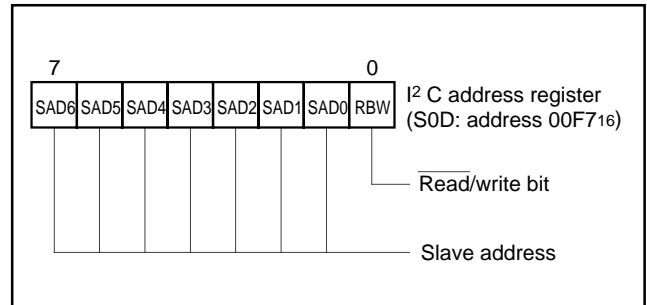 7 0
SAD6 SAD5 SAD4 SAD3 SAD2 SAD1 SAD0 RBW
I² C address register
(S0D: address 00F7₁₆)
R̅e̅a̅d̅/write bit
Slave address